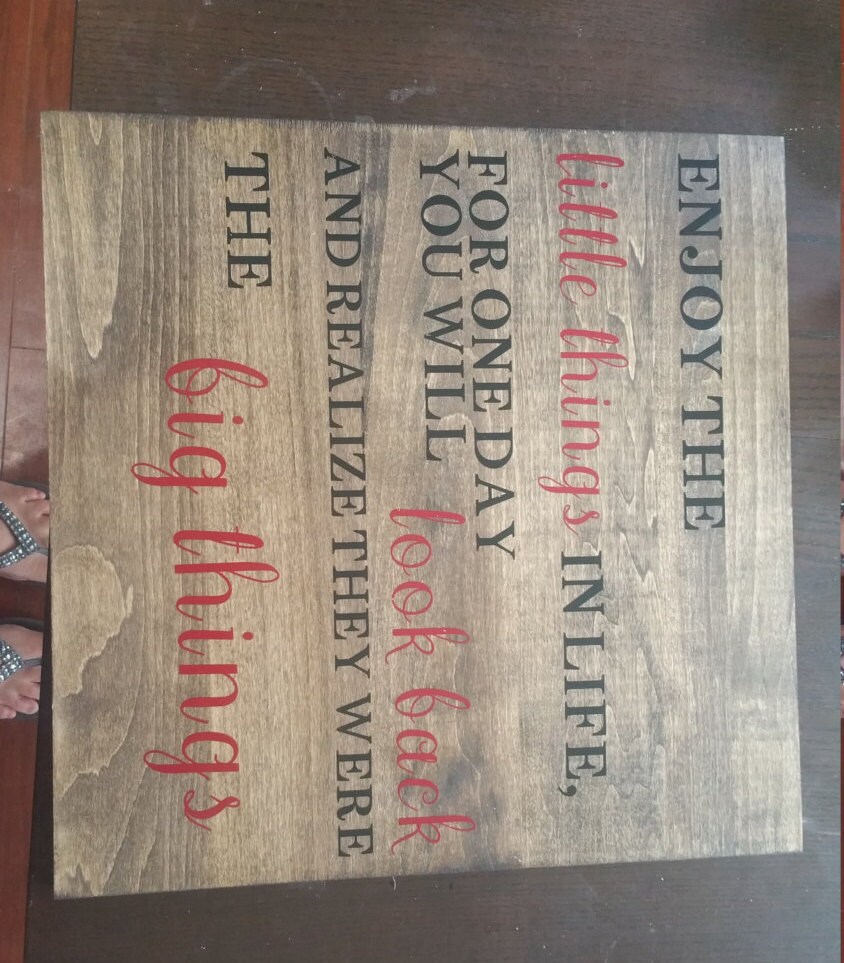 ENJOY THE
little things IN LIFE,
FOR ONE DAY
YOU WILL look back
AND REALIZE THEY WERE
THE big things